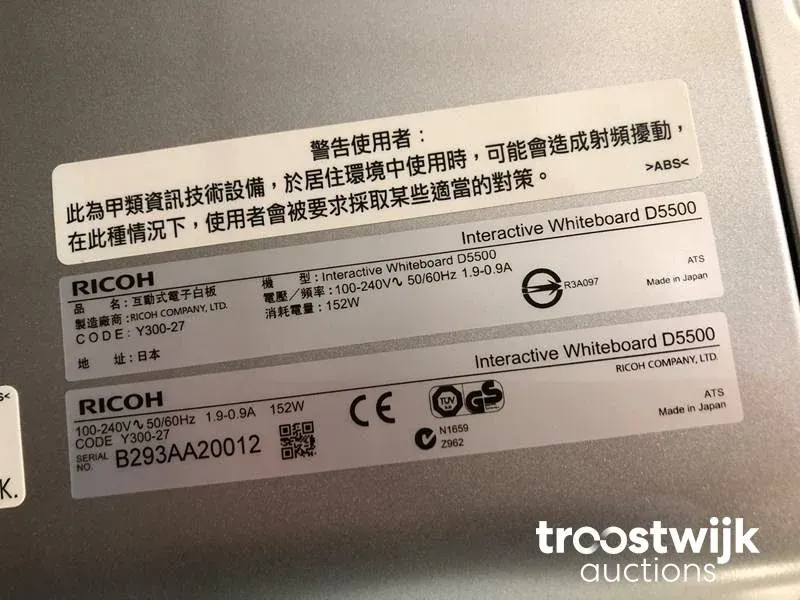 警告使用者：
此為甲類資訊技術設備，於居住環境中使用時，可能會造成射頻擾動，
在此種情況下，使用者會被要求採取某些適當的對策。
>ABS<
RICOH
Interactive Whiteboard D5500
品 名：互動式電子白板
機 型：Interactive Whiteboard D5500
製造廠商：RICOH COMPANY, LTD.
電壓／頻率：100-240V∿ 50/60Hz 1.9-0.9A
CODE: Y300-27
消耗電量：152W
地 址：日本
R3A097
ATS
Made in Japan
RICOH
Interactive Whiteboard D5500
RICOH COMPANY, LTD.
100-240V∿ 50/60Hz 1.9-0.9A 152W
CODE Y300-27
SERIAL NO. B293AA20012
CE
TÜV
GS
N1659
Z962
ATS
Made in Japan
S<
K.
troostwijk
auctions